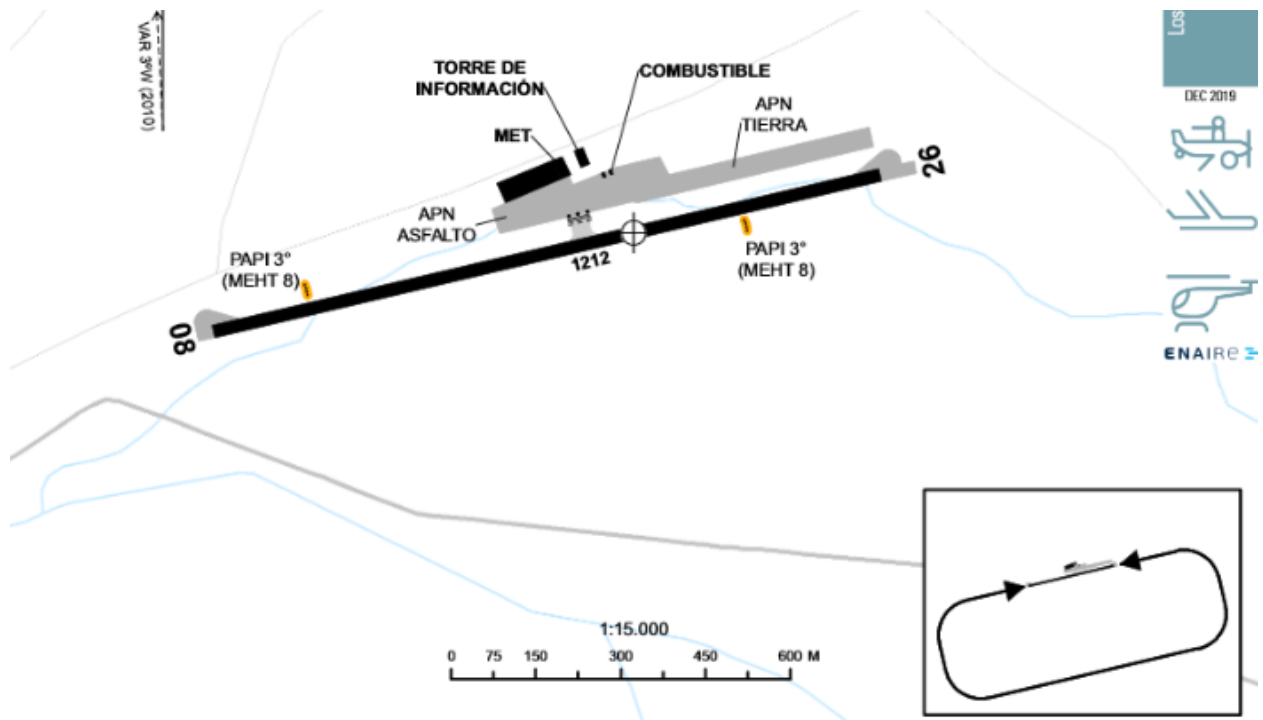 VAR 3ºW (2010)
Los
DEC 2019
TORRE DE
INFORMACIÓN
COMBUSTIBLE
APN
TIERRA
MET
26
APN
ASFALTO
PAPI 3°
(MEHT 8)
PAPI 3°
(MEHT 8)
1212
08
ENAIRe
1:15.000
0 75 150 300 450 600 M